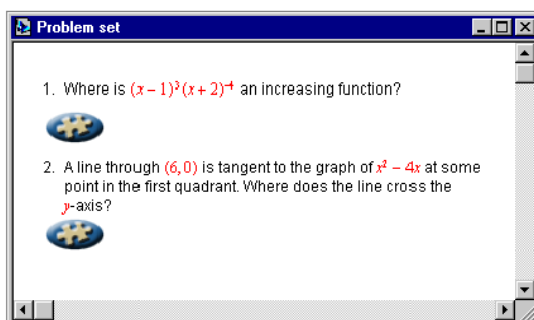 Problem set
1. Where is (x – 1)³(x + 2)⁻⁴ an increasing function?
2. A line through (6, 0) is tangent to the graph of x² – 4x at some
point in the first quadrant. Where does the line cross the
y-axis?